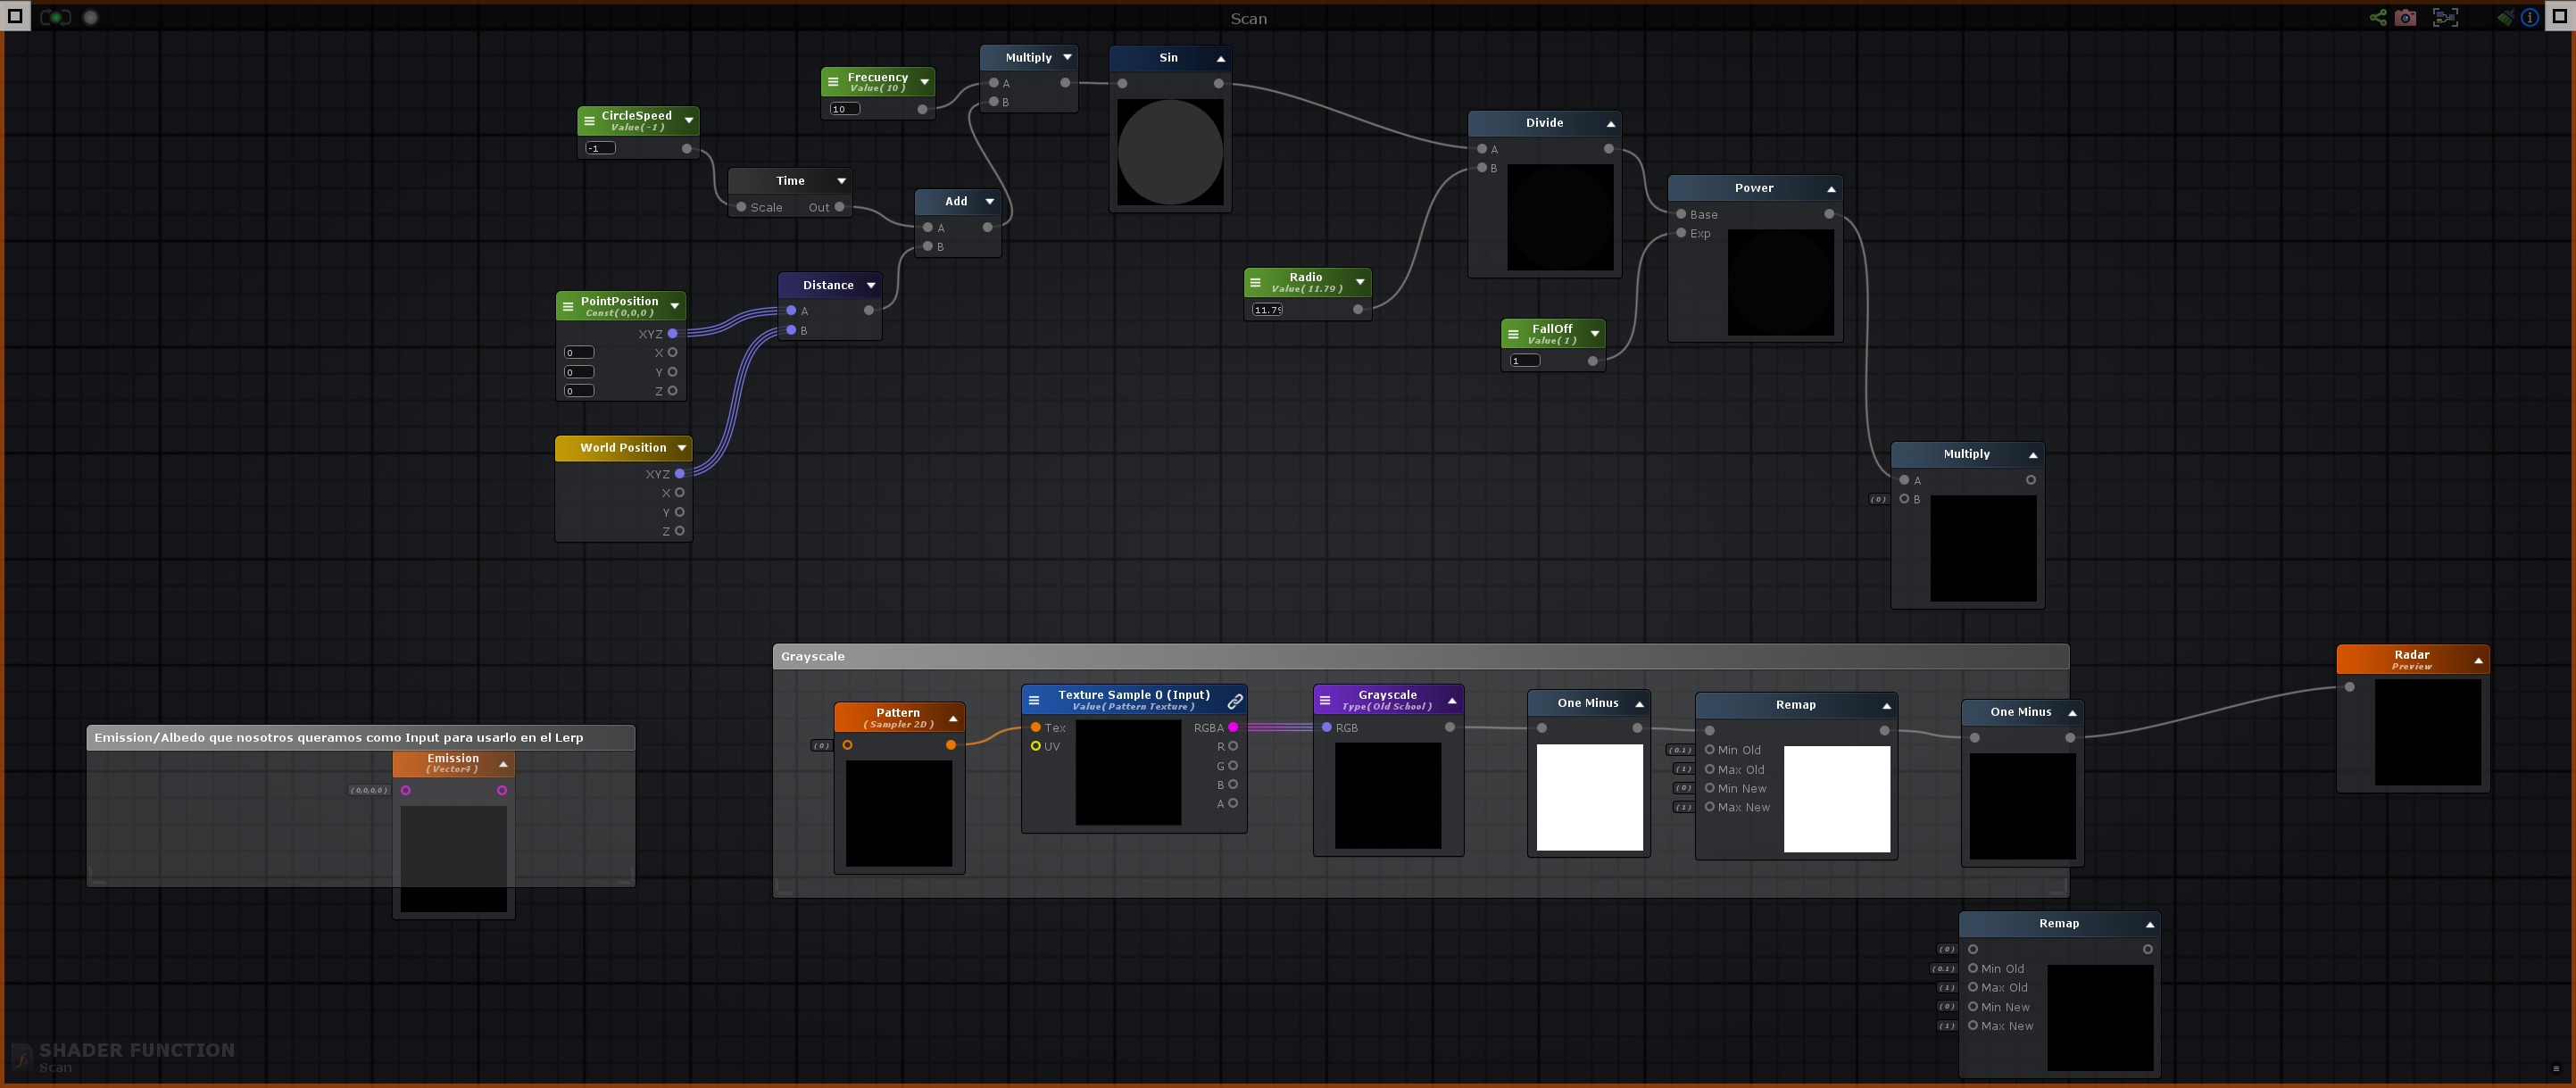 Scan
Multiply
A
B
Sin
Frecuency
Value( 10 )
10
CircleSpeed
Value( -1 )
-1
Time
Scale Out
Add
A
B
Divide
A
B
Power
Base
Exp
Radio
Value( 11.79 )
11.79
FallOff
Value( 1 )
1
PointPosition
Const( 0,0,0 )
XYZ
0 X
0 Y
0 Z
Distance
A
B
World Position
XYZ
X
Y
Z
Multiply
A
( 0 ) B
Grayscale
Pattern
( Sampler 2D )
( 0 )
Texture Sample 0 (Input)
Value( Pattern Texture )
Tex RGBA
UV R
G
B
A
Grayscale
Type( Old School )
RGB
One Minus
Remap
( 0.1 ) Min Old
( 1 ) Max Old
( 0 ) Min New
( 1 ) Max New
One Minus
Radar
Preview
Emission/Albedo que nosotros queramos como Input para usarlo en el Lerp
Emission
( Vector4 )
( 0,0,0,0 )
Remap
( 0 )
( 0.1 ) Min Old
( 1 ) Max Old
( 0 ) Min New
( 1 ) Max New
SHADER FUNCTION
Scan